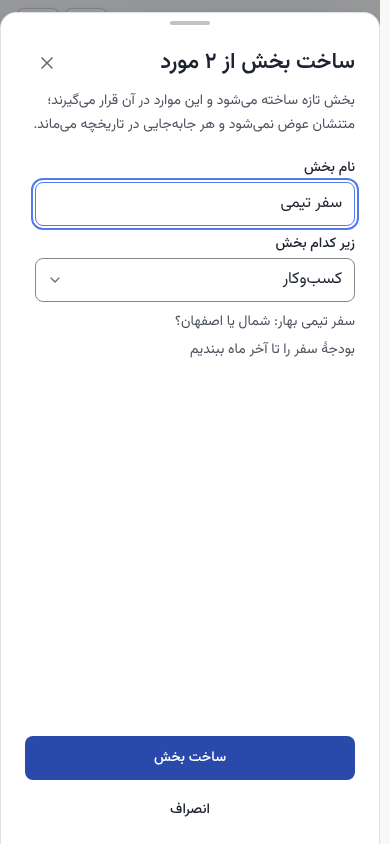 ساخت بخش از ۲ مورد
بخش تازه ساخته می‌شود و این موارد در آن قرار می‌گیرند؛
متنشان عوض نمی‌شود و هر جابه‌جایی در تاریخچه می‌ماند.
نام بخش
سفر تیمی
زیر کدام بخش
کسب‌وکار
سفر تیمی بهار: شمال یا اصفهان؟
بودجهٔ سفر را تا آخر ماه ببندیم
ساخت بخش
انصراف